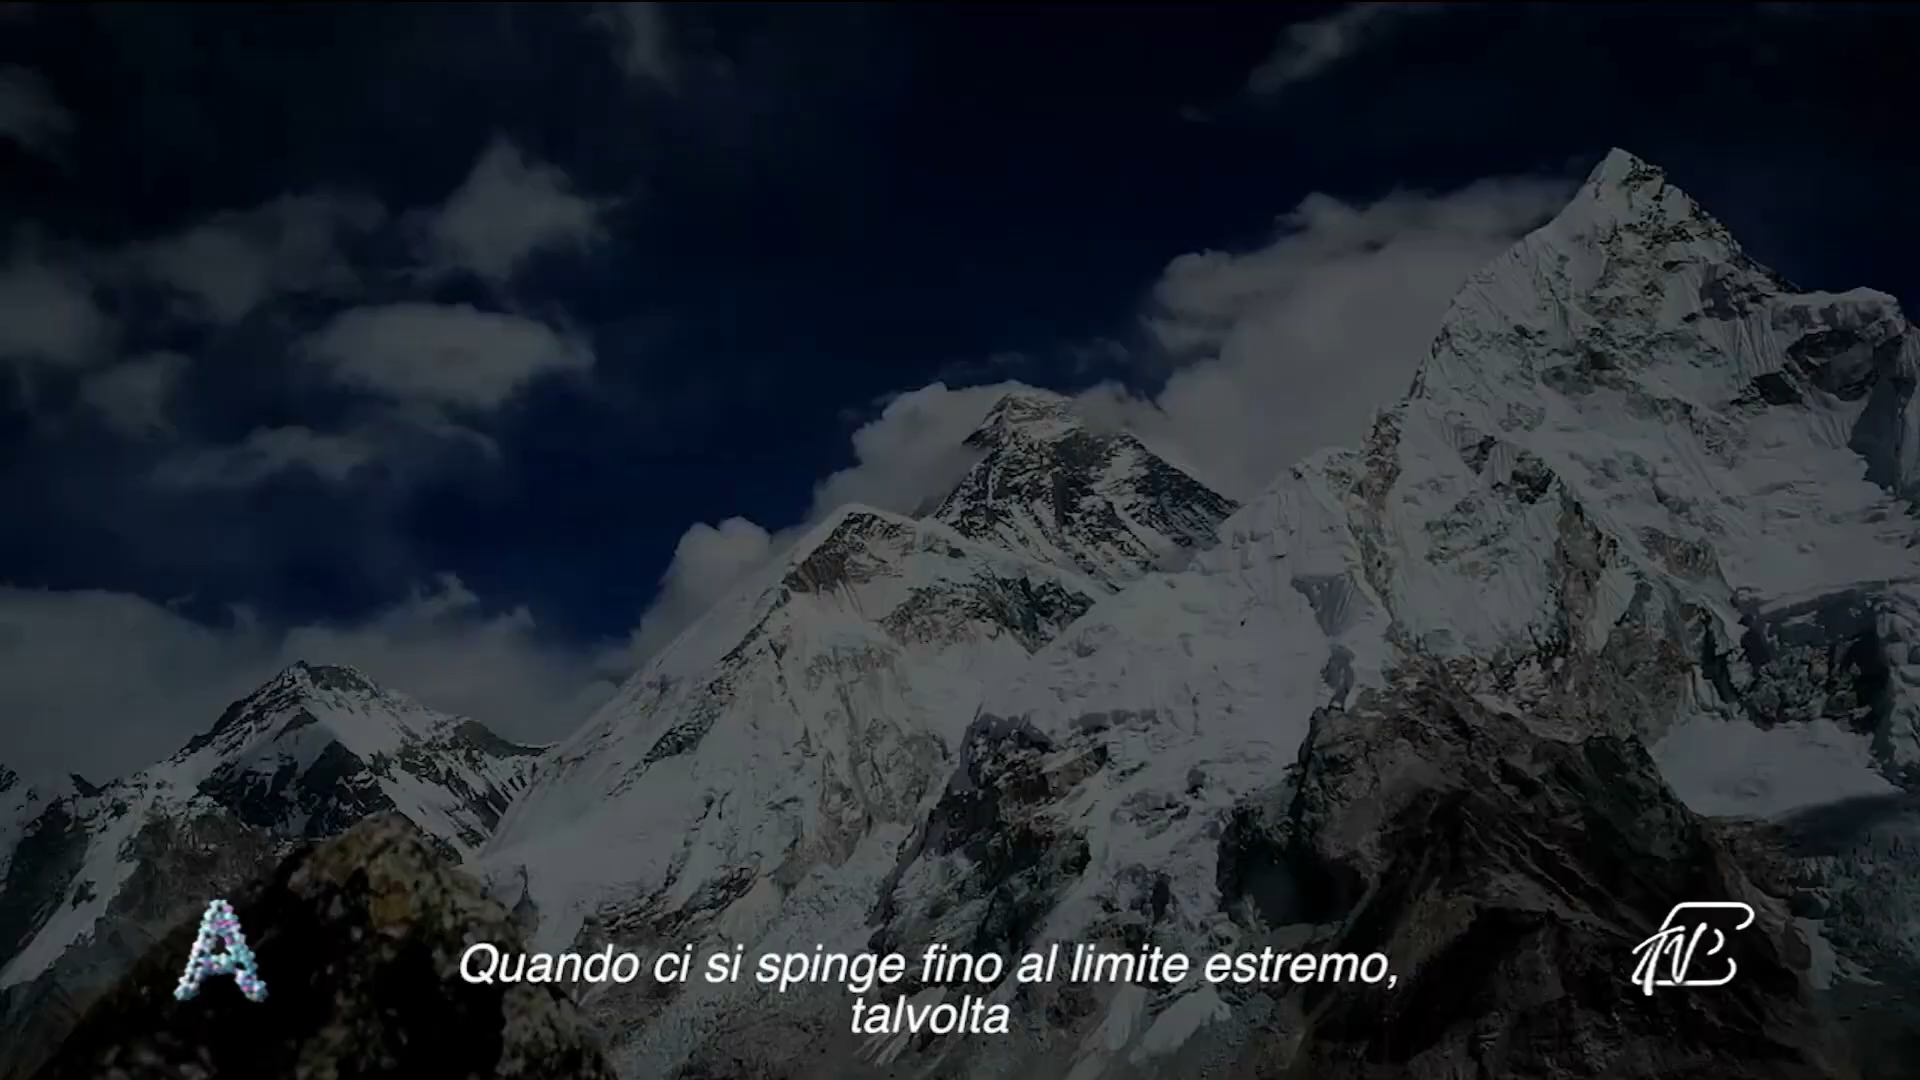 A
Quando ci si spinge fino al limite estremo,
talvolta